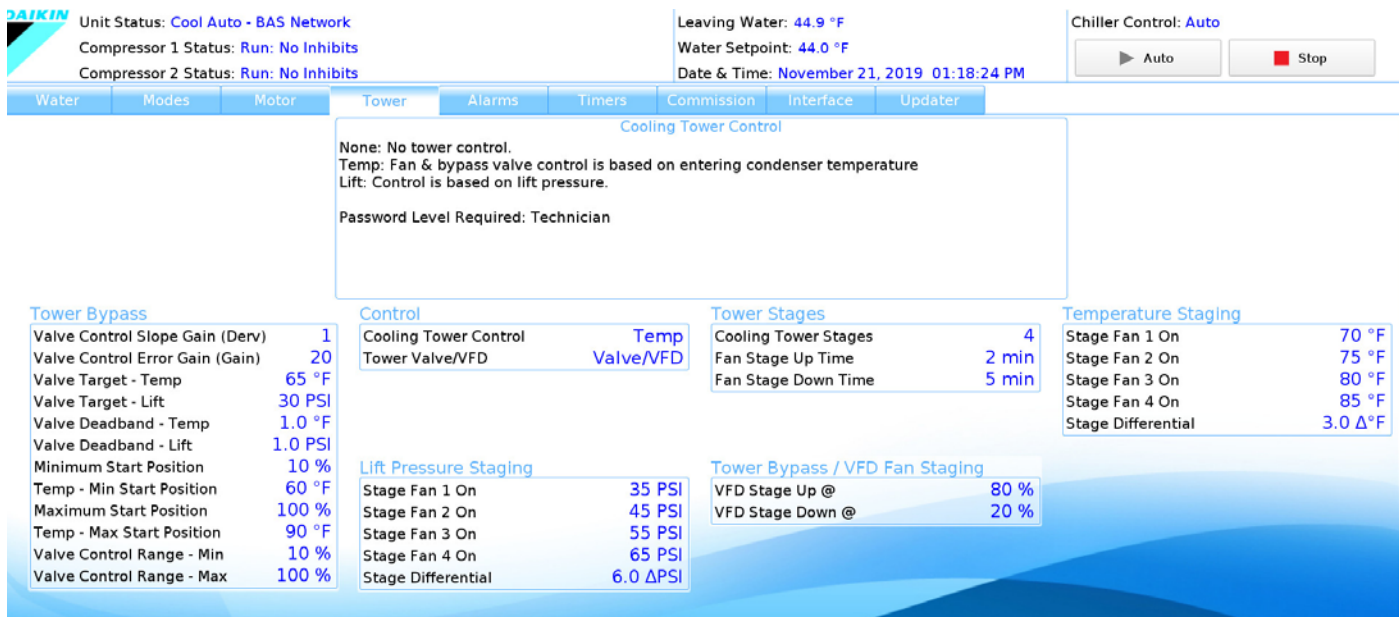 DAIKIN
Unit Status: Cool Auto - BAS Network
Compressor 1 Status: Run: No Inhibits
Compressor 2 Status: Run: No Inhibits
Leaving Water: 44.9 °F
Water Setpoint: 44.0 °F
Date & Time: November 21, 2019 01:18:24 PM
Chiller Control: Auto
Auto
Stop
Water
Modes
Motor
Tower
Alarms
Timers
Commission
Interface
Updater
Cooling Tower Control
None: No tower control.
Temp: Fan & bypass valve control is based on entering condenser temperature
Lift: Control is based on lift pressure.
Password Level Required: Technician
Tower Bypass
Valve Control Slope Gain (Derv) 1
Valve Control Error Gain (Gain) 20
Valve Target - Temp 65 °F
Valve Target - Lift 30 PSI
Valve Deadband - Temp 1.0 °F
Valve Deadband - Lift 1.0 PSI
Minimum Start Position 10 %
Temp - Min Start Position 60 °F
Maximum Start Position 100 %
Temp - Max Start Position 90 °F
Valve Control Range - Min 10 %
Valve Control Range - Max 100 %
Control
Cooling Tower Control Temp
Tower Valve/VFD Valve/VFD
Lift Pressure Staging
Stage Fan 1 On 35 PSI
Stage Fan 2 On 45 PSI
Stage Fan 3 On 55 PSI
Stage Fan 4 On 65 PSI
Stage Differential 6.0 ΔPSI
Tower Stages
Cooling Tower Stages 4
Fan Stage Up Time 2 min
Fan Stage Down Time 5 min
Tower Bypass / VFD Fan Staging
VFD Stage Up @ 80 %
VFD Stage Down @ 20 %
Temperature Staging
Stage Fan 1 On 70 °F
Stage Fan 2 On 75 °F
Stage Fan 3 On 80 °F
Stage Fan 4 On 85 °F
Stage Differential 3.0 Δ°F